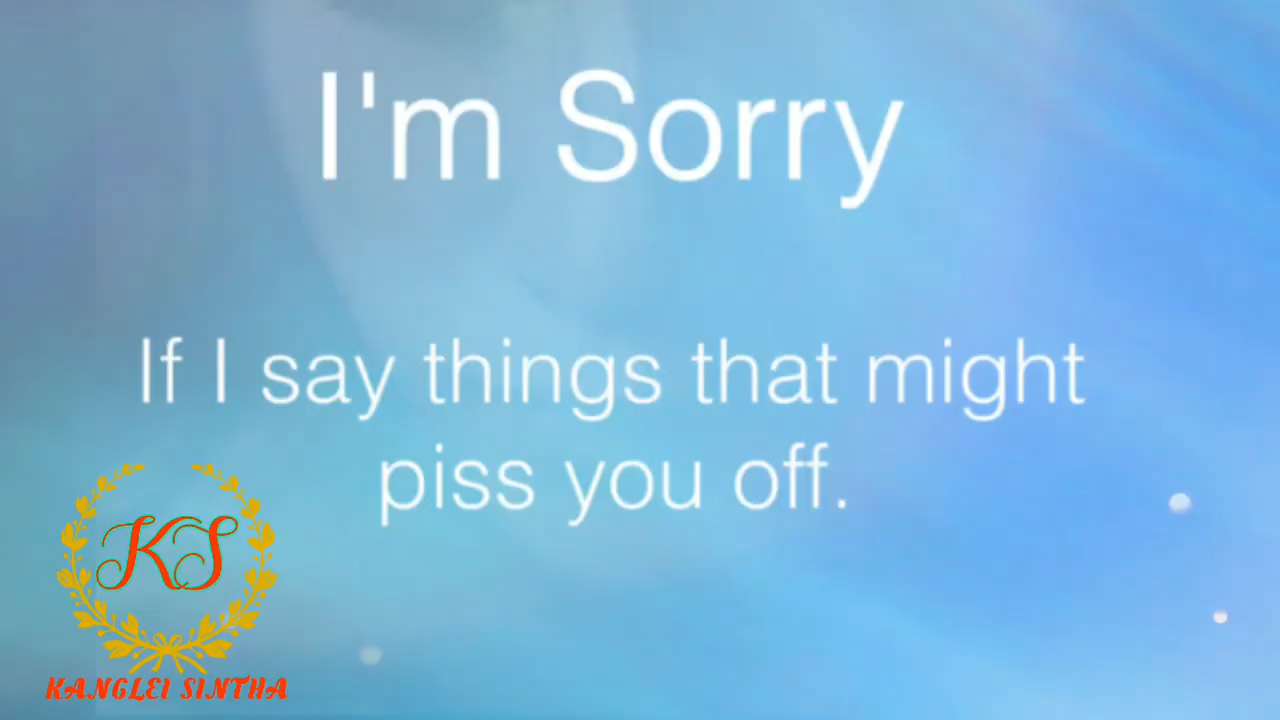 I'm Sorry
If I say things that might
piss you off.
KS
KANGLEI SINTHA